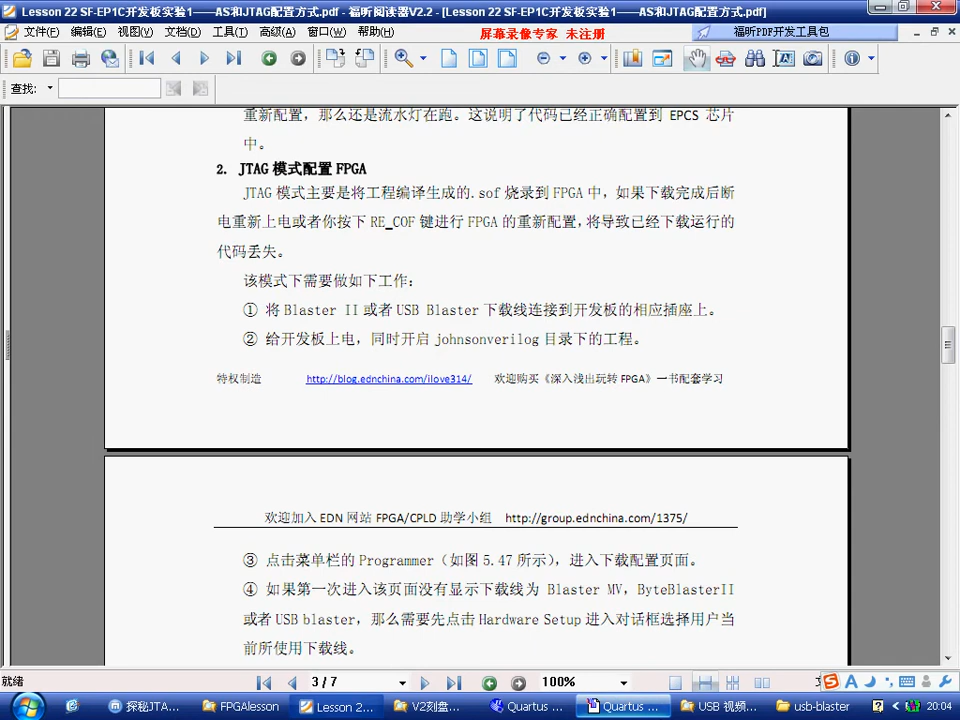 Lesson 22 SF-EP1C开发板实验1——AS和JTAG配置方式.pdf - 福昕阅读器V2.2 - [Lesson 22 SF-EP1C开发板实验1——AS和JTAG配置方式.pdf]
文件(F) 编辑(E) 视图(V) 文档(D) 工具(T) 高级(A) 窗口(W) 帮助(H) 屏幕录像专家 未注册 福昕PDF开发工具包
查找:
重新配置，那么还是流水灯在跑。这说明了代码已经正确配置到 EPCS 芯片
中。
2. JTAG 模式配置 FPGA
JTAG 模式主要是将工程编译生成的.sof 烧录到 FPGA 中，如果下载完成后断
电重新上电或者你按下 RE_COF 键进行 FPGA 的重新配置，将导致已经下载运行的
代码丢失。
该模式下需要做如下工作：
① 将 Blaster II 或者 USB Blaster 下载线连接到开发板的相应插座上。
② 给开发板上电，同时开启 johnsonverilog 目录下的工程。
特权制造 http://blog.ednchina.com/ilove314/ 欢迎购买《深入浅出玩转 FPGA》一书配套学习
欢迎加入 EDN 网站 FPGA/CPLD 助学小组 http://group.ednchina.com/1375/
③ 点击菜单栏的 Programmer（如图 5.47 所示），进入下载配置页面。
④ 如果第一次进入该页面没有显示下载线为 Blaster MV，ByteBlasterII
或者 USB blaster，那么需要先点击 Hardware Setup 进入对话框选择用户当
前所使用下载线。
就绪 3 / 7 100%
探秘JTA... FPGAlesson Lesson 2... V2刻盘... Quartus ... Quartus ... USB 视频... usb-blaster 20:04